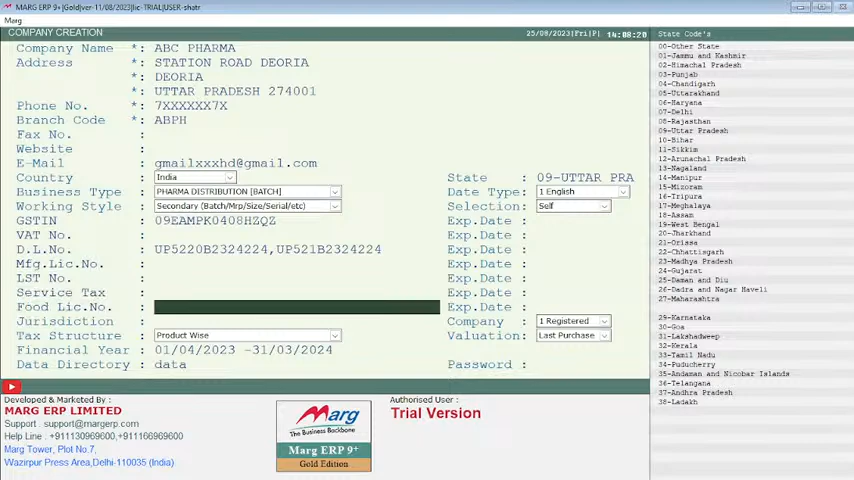 MARG ERP 9+|Gold|ver-11/08/2023|lic-TRIAL|USER-shatr
Marg
COMPANY CREATION
25/08/2023|Fri|P| 14:08:20
Company Name *: ABC PHARMA
Address *: STATION ROAD DEORIA
*: DEORIA
*: UTTAR PRADESH 274001
Phone No. *: 7XXXXXX7X
Branch Code *: ABPH
Fax No. :
Website :
E-Mail : gmailxxxhd@gmail.com
Country : India State : 09-UTTAR PRA
Business Type : PHARMA DISTRIBUTION [BATCH] Date Type : 1 English
Working Style : Secondary (Batch/Mrp/Size/Serial/etc) Selection : Self
GSTIN : 09EAMPK0408HZQZ Exp.Date :
VAT No. : Exp.Date :
D.L.No. : UP5220B2324224,UP521B2324224 Exp.Date :
Mfg.Lic.No. : Exp.Date :
LST No. : Exp.Date :
Service Tax : Exp.Date :
Food Lic.No. : Exp.Date :
Jurisdiction : Company : 1 Registered
Tax Structure : Product Wise Valuation : Last Purchase
Financial Year : 01/04/2023 -31/03/2024
Data Directory : data Password :
State Code's
00-Other State
01-Jammu and Kashmir
02-Himachal Pradesh
03-Punjab
04-Chandigarh
05-Uttarakhand
06-Haryana
07-Delhi
08-Rajasthan
09-Uttar Pradesh
10-Bihar
11-Sikkim
12-Arunachal Pradesh
13-Nagaland
14-Manipur
15-Mizoram
16-Tripura
17-Meghalaya
18-Assam
19-West Bengal
20-Jharkhand
21-Orissa
22-Chhattisgarh
23-Madhya Pradesh
24-Gujarat
25-Daman and Diu
26-Dadra and Nagar Haveli
27-Maharashtra
29-Karnataka
30-Goa
31-Lakshadweep
32-Kerala
33-Tamil Nadu
34-Puducherry
35-Andaman and Nicobar Islands
36-Telangana
37-Andhra Pradesh
38-Ladakh
Developed & Marketed By :
MARG ERP LIMITED
Support : support@margerp.com
Help Line : +911130969600,+911166969600
Marg Tower, Plot No.7,
Wazirpur Press Area,Delhi-110035 (India)
Marg
The Business Backbone
Marg ERP 9+
Gold Edition
Authorised User :
Trial Version